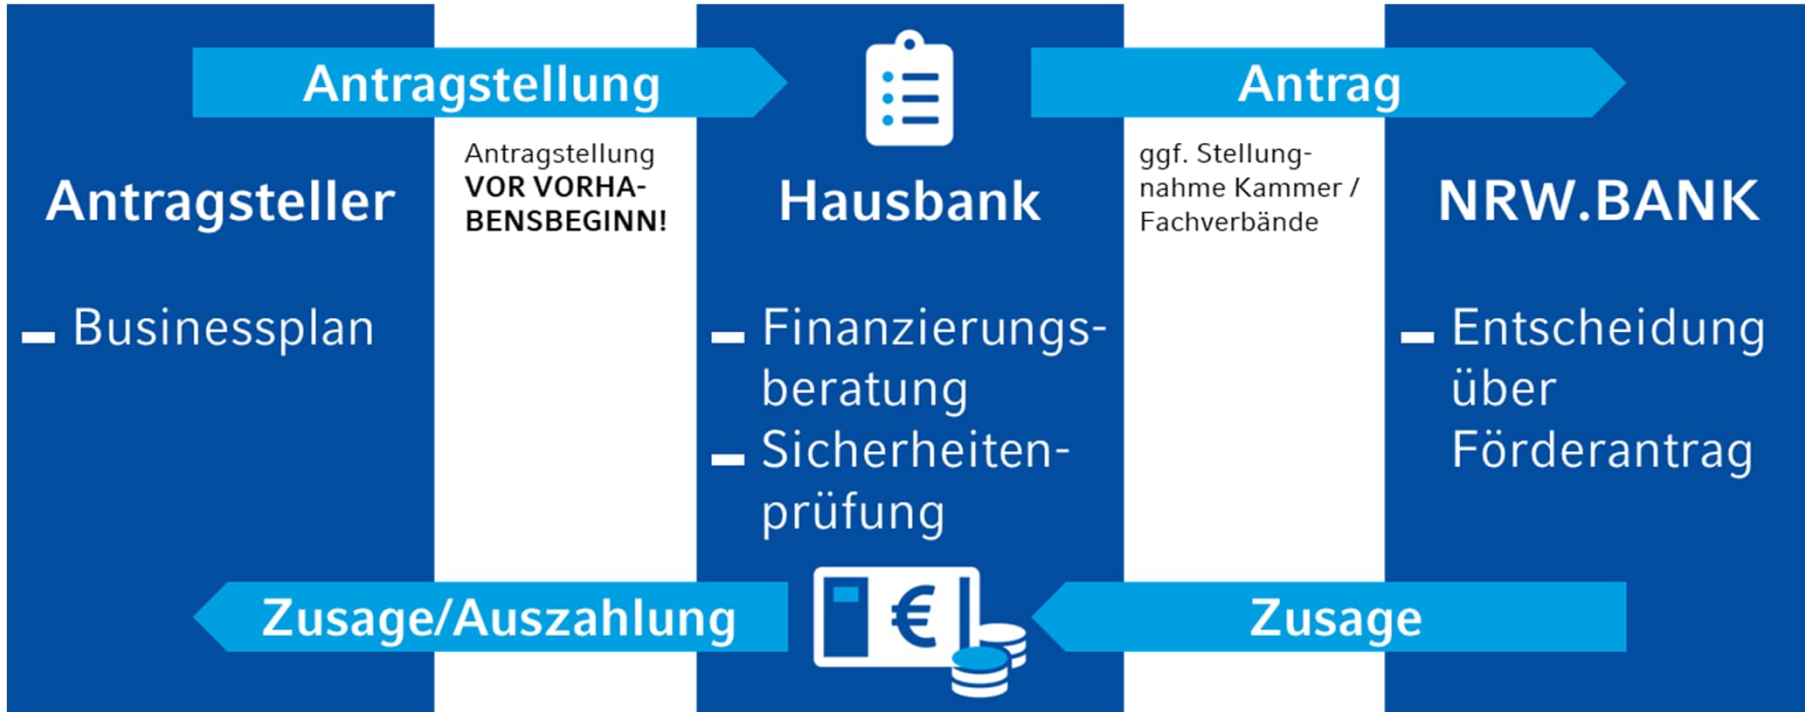 Antragstellung
Antrag
Antragsteller
Antragstellung
VOR VORHA-
BENSBEGINN!
Hausbank
ggf. Stellung-
nahme Kammer /
Fachverbände
NRW.BANK
Businessplan
Finanzierungs-
beratung
Sicherheiten-
prüfung
Entscheidung
über
Förderantrag
Zusage/Auszahlung
€
Zusage